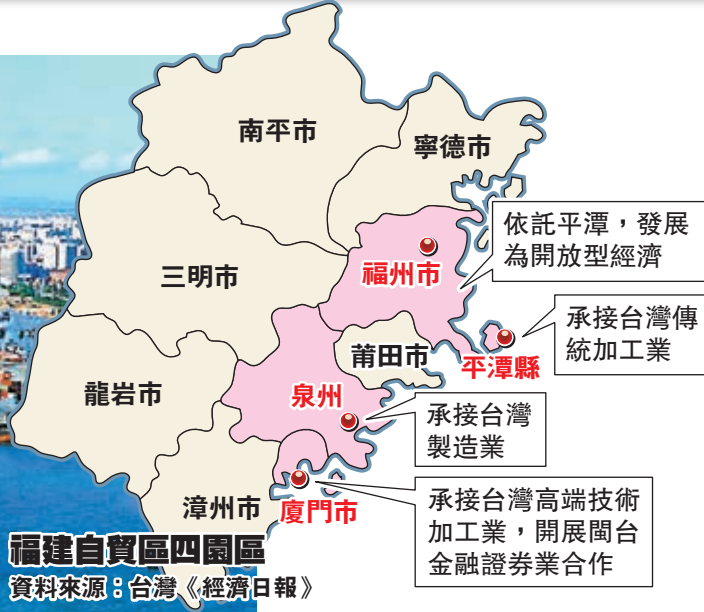 南平市
寧德市
依託平潭，發展
為開放型經濟
福州市
三明市
承接台灣傳
統加工業
莆田市
平潭縣
龍岩市
泉州
承接台灣
製造業
漳州市
廈門市
承接台灣高端技術
加工業，開展閩台
金融證券業合作
福建自貿區四園區
資料來源：台灣《經濟日報》